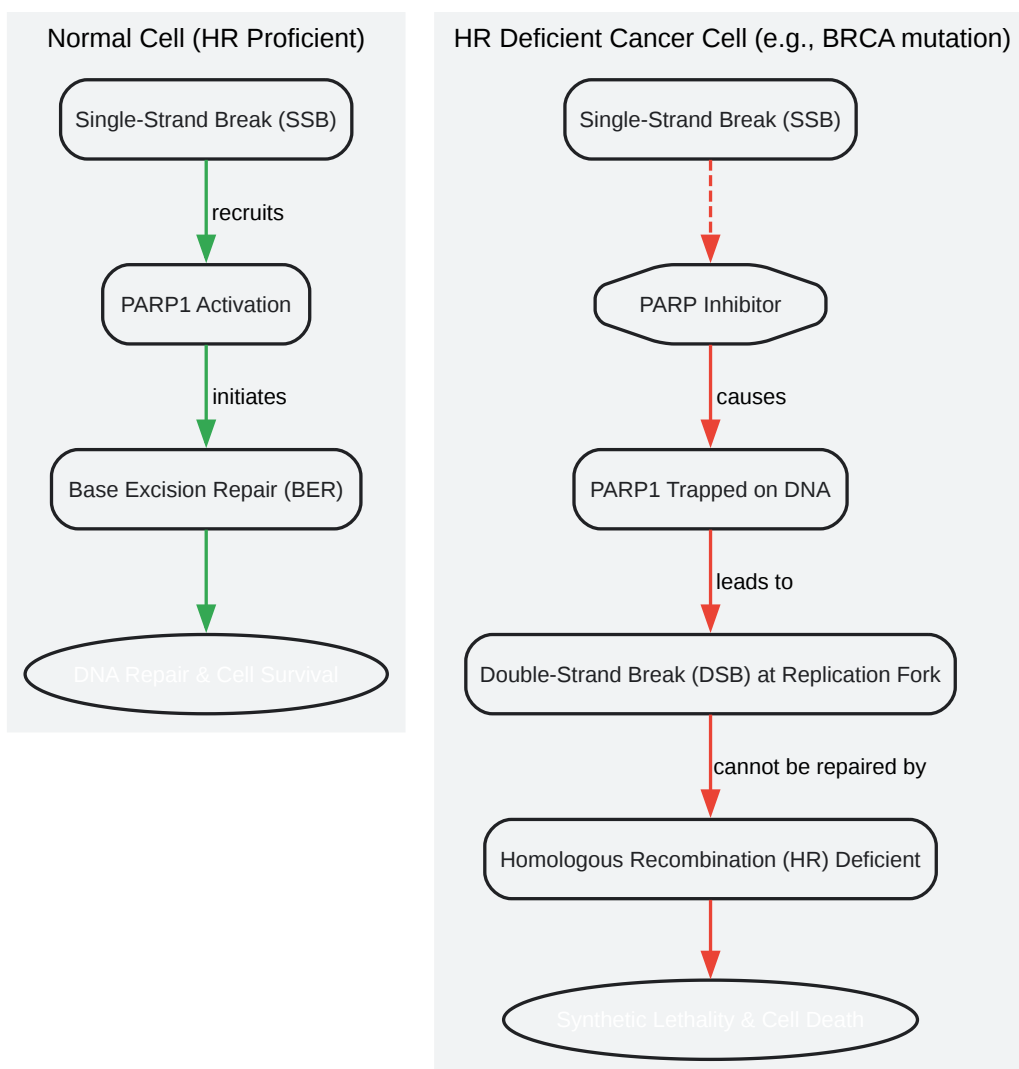 Normal Cell (HR Proficient)
Single-Strand Break (SSB)
recruits
PARP1 Activation
initiates
Base Excision Repair (BER)
DNA Repair & Cell Survival
HR Deficient Cancer Cell (e.g., BRCA mutation)
Single-Strand Break (SSB)
PARP Inhibitor
causes
PARP1 Trapped on DNA
leads to
Double-Strand Break (DSB) at Replication Fork
cannot be repaired by
Homologous Recombination (HR) Deficient
Synthetic Lethality & Cell Death